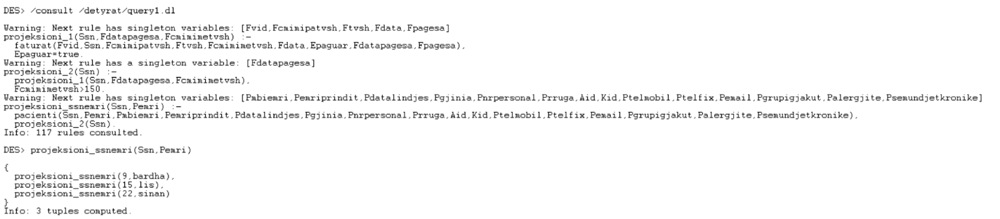 DES> /consult /detyrat/query1.dl
Warning: Next rule has singleton variables: [Fvid,Fcmimipatvsh,Ftvsh,Fdata,Fpagesa]
projeksioni_1(Ssn,Fdatapagesa,Fcmimimetvsh) :-
  faturat(Fvid,Ssn,Fcmimipatvsh,Ftvsh,Fcmimimetvsh,Fdata,Epaguar,Fdatapagesa,Fpagesa),
  Epaguar=true.
Warning: Next rule has a singleton variable: [Fdatapagesa]
projeksioni_2(Ssn) :-
  projeksioni_1(Ssn,Fdatapagesa,Fcmimimetvsh),
  Fcmimimetvsh>150.
Warning: Next rule has singleton variables: [Pmbiemri,Pemriprindit,Pdatalindjes,Pgjinia,Pnrpersonal,Prruga,Aid,Kid,Ptelmobil,Ptelfix,Pemail,Pgrupigjakut,Palergjite,Psemundjetkronike]
projeksioni_ssnemri(Ssn,Pemri) :-
  pacienti(Ssn,Pemri,Pmbiemri,Pemriprindit,Pdatalindjes,Pgjinia,Pnrpersonal,Prruga,Aid,Kid,Ptelmobil,Ptelfix,Pemail,Pgrupigjakut,Palergjite,Psemundjetkronike),
  projeksioni_2(Ssn).
Info: 117 rules consulted.
DES> projeksioni_ssnemri(Ssn,Pemri)
{
  projeksioni_ssnemri(9,bardha),
  projeksioni_ssnemri(15,lis),
  projeksioni_ssnemri(22,sinan)
}
Info: 3 tuples computed.